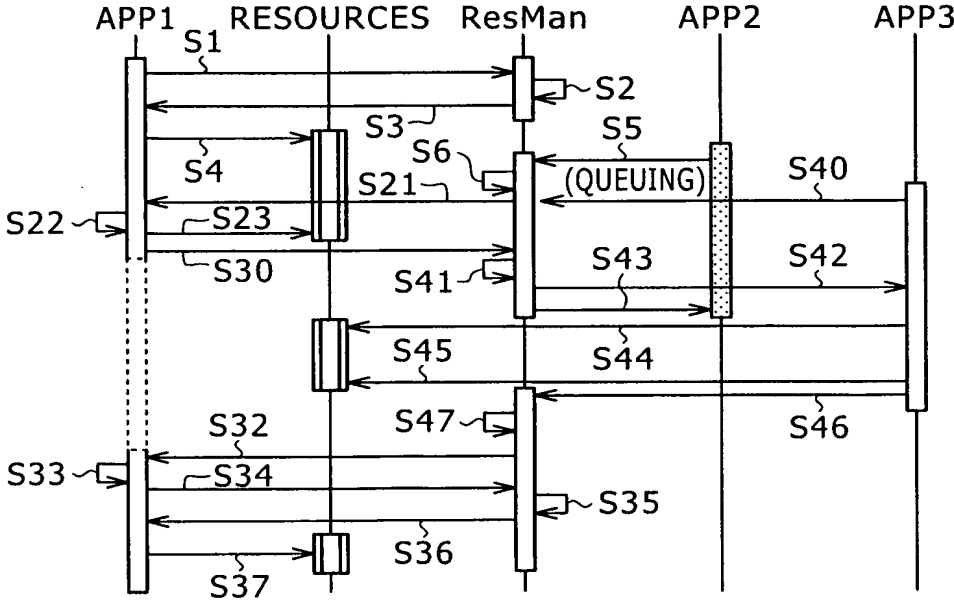 APP1 RESOURCES ResMan APP2 APP3
S1
S2
S3
S4
S5
S6
(QUEUING)
S40
S21
S22
S23
S30
S41
S43
S42
S44
S45
S46
S47
S32
S33
S34
S35
S36
S37